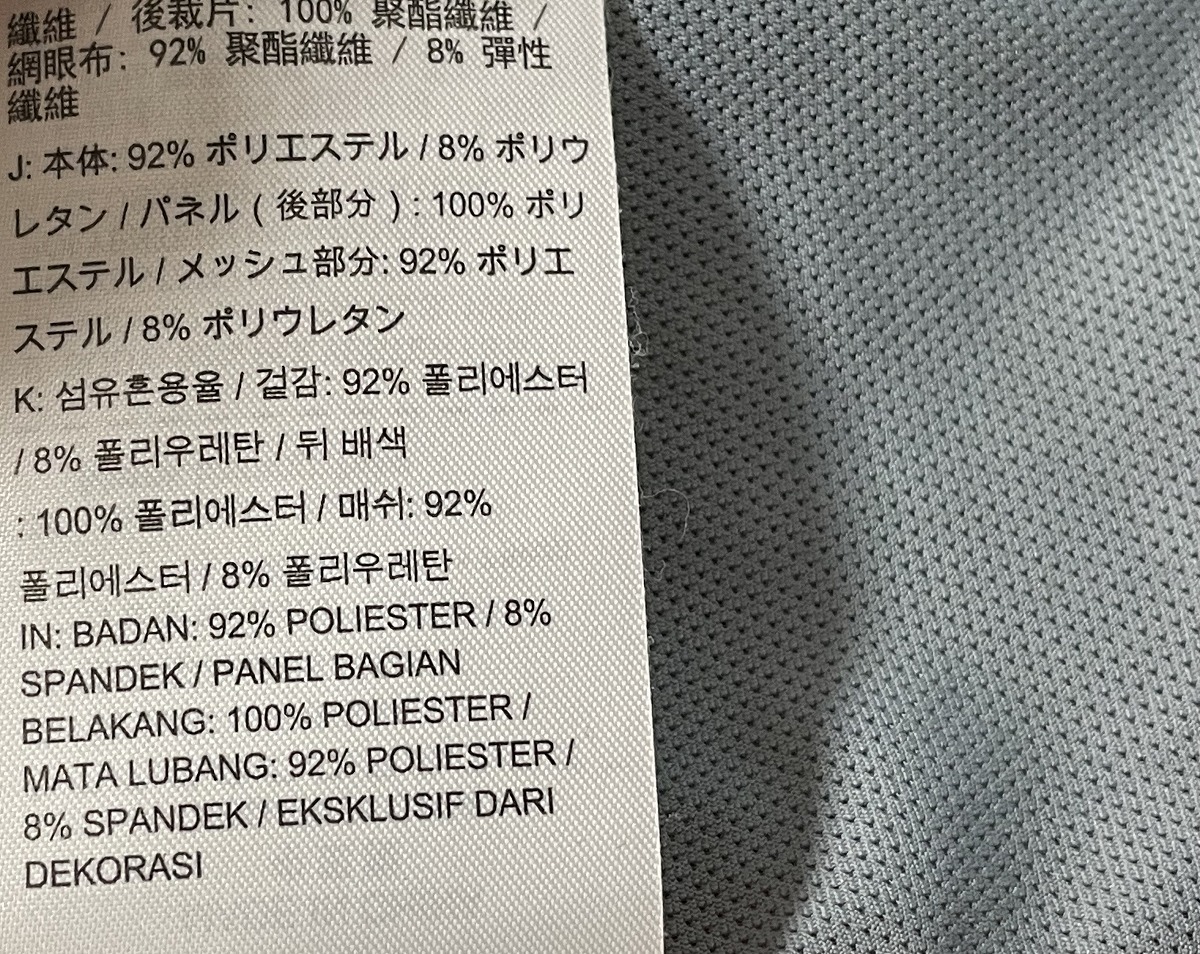 纖維 / 後裁片: 100% 聚酯纖維 /
網眼布: 92% 聚酯纖維 / 8% 彈性
纖維
J: 本体: 92% ポリエステル / 8% ポリウ
レタン / パネル ( 後部分 ) : 100% ポリ
エステル / メッシュ部分: 92% ポリエ
ステル / 8% ポリウレタン
K: 섬유혼용율 / 겉감: 92% 폴리에스터
/ 8% 폴리우레탄 / 뒤 배색
: 100% 폴리에스터 / 매쉬: 92%
폴리에스터 / 8% 폴리우레탄
IN: BADAN: 92% POLIESTER / 8%
SPANDEK / PANEL BAGIAN
BELAKANG: 100% POLIESTER /
MATA LUBANG: 92% POLIESTER /
8% SPANDEK / EKSKLUSIF DARI
DEKORASI